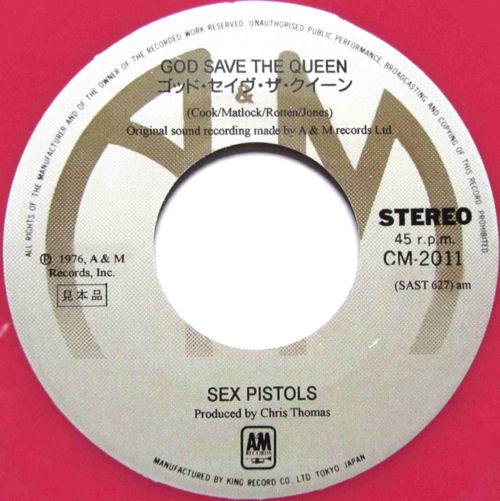 ALL RIGHTS OF THE MANUFACTURER AND OF THE OWNER OF THE RECORDED WORK RESERVED. UNAUTHORISED PUBLIC PERFORMANCE, BROADCASTING AND COPYING OF THIS RECORD PROHIBITED
GOD SAVE THE QUEEN
ゴッド・セイヴ・ザ・クイーン
&
(Cook/Matlock/Rotten/Jones)
Original sound recording made by A & M records Ltd.
AM
STEREO
45 r.p.m.
CM-2011
(SAST 627) am
℗ 1976, A & M
Records, Inc.
見本品
SEX PISTOLS
Produced by Chris Thomas
AM
RECORDS
MANUFACTURED BY KING RECORD CO., LTD. TOKYO, JAPAN